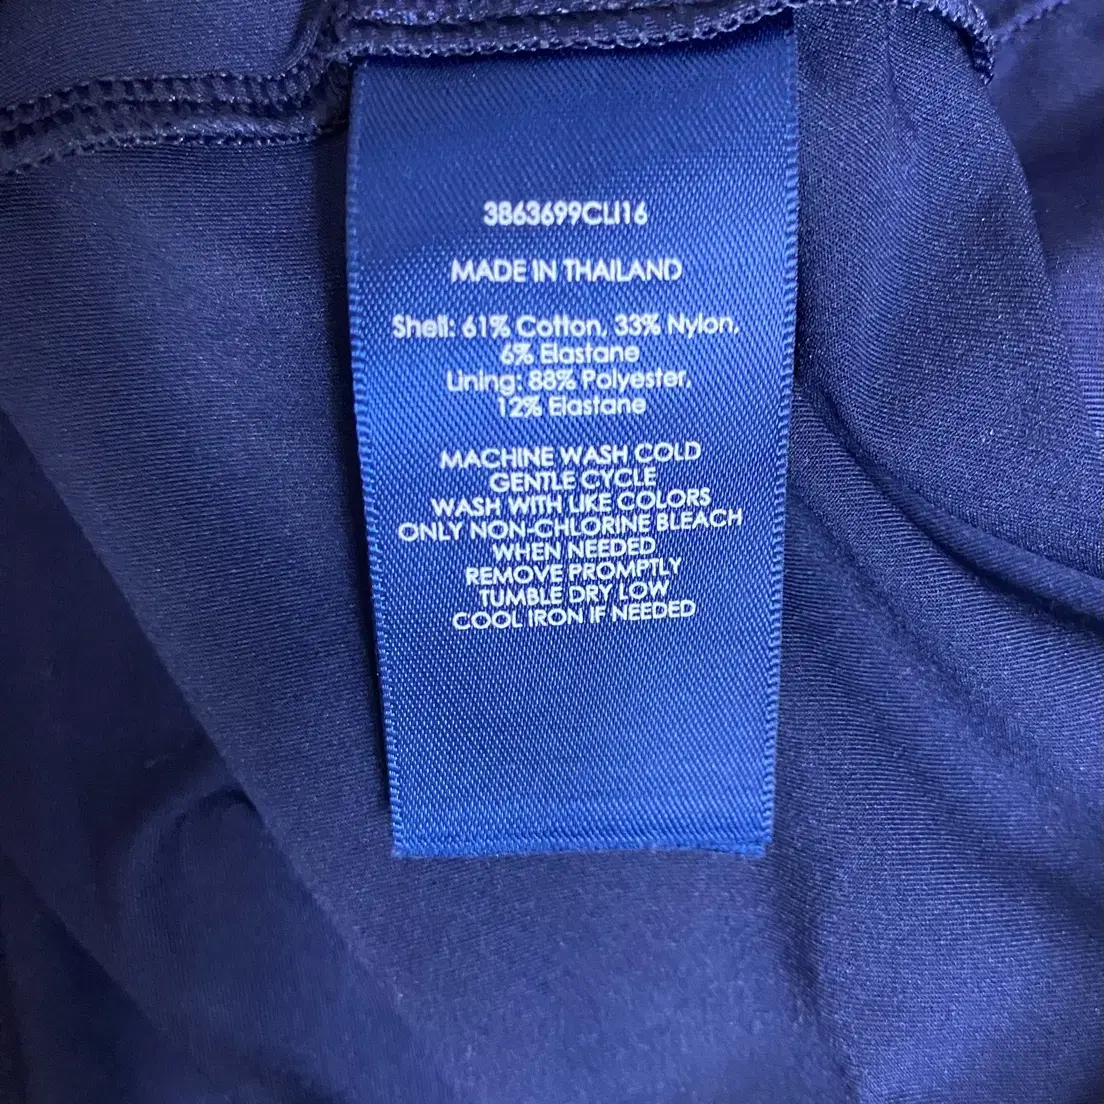 3863699CLI16
MADE IN THAILAND
Shell: 61% Cotton, 33% Nylon,
6% Elastane
Lining: 88% Polyester,
12% Elastane
MACHINE WASH COLD
GENTLE CYCLE
WASH WITH LIKE COLORS
ONLY NON-CHLORINE BLEACH
WHEN NEEDED
REMOVE PROMPTLY
TUMBLE DRY LOW
COOL IRON IF NEEDED